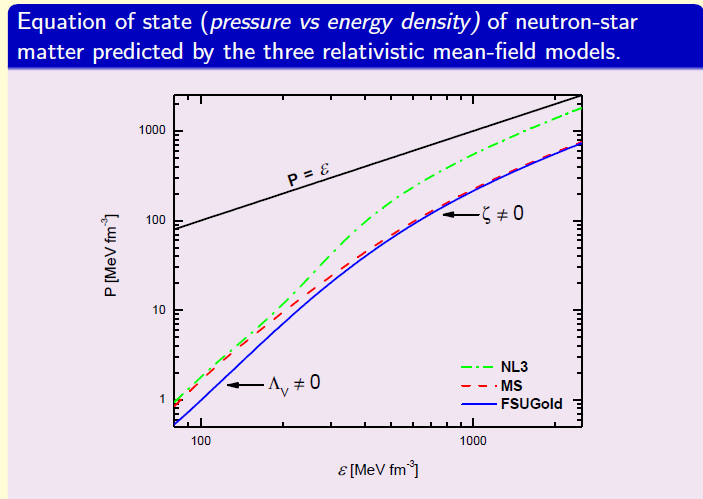 Equation of state (pressure vs energy density) of neutron-star
matter predicted by the three relativistic mean-field models.
1000
P = ε
P [MeV fm⁻³]
100
ζ ≠ 0
10
NL3
Λ_V ≠ 0
MS
1
FSUGold
100
1000
ε [MeV fm⁻³]